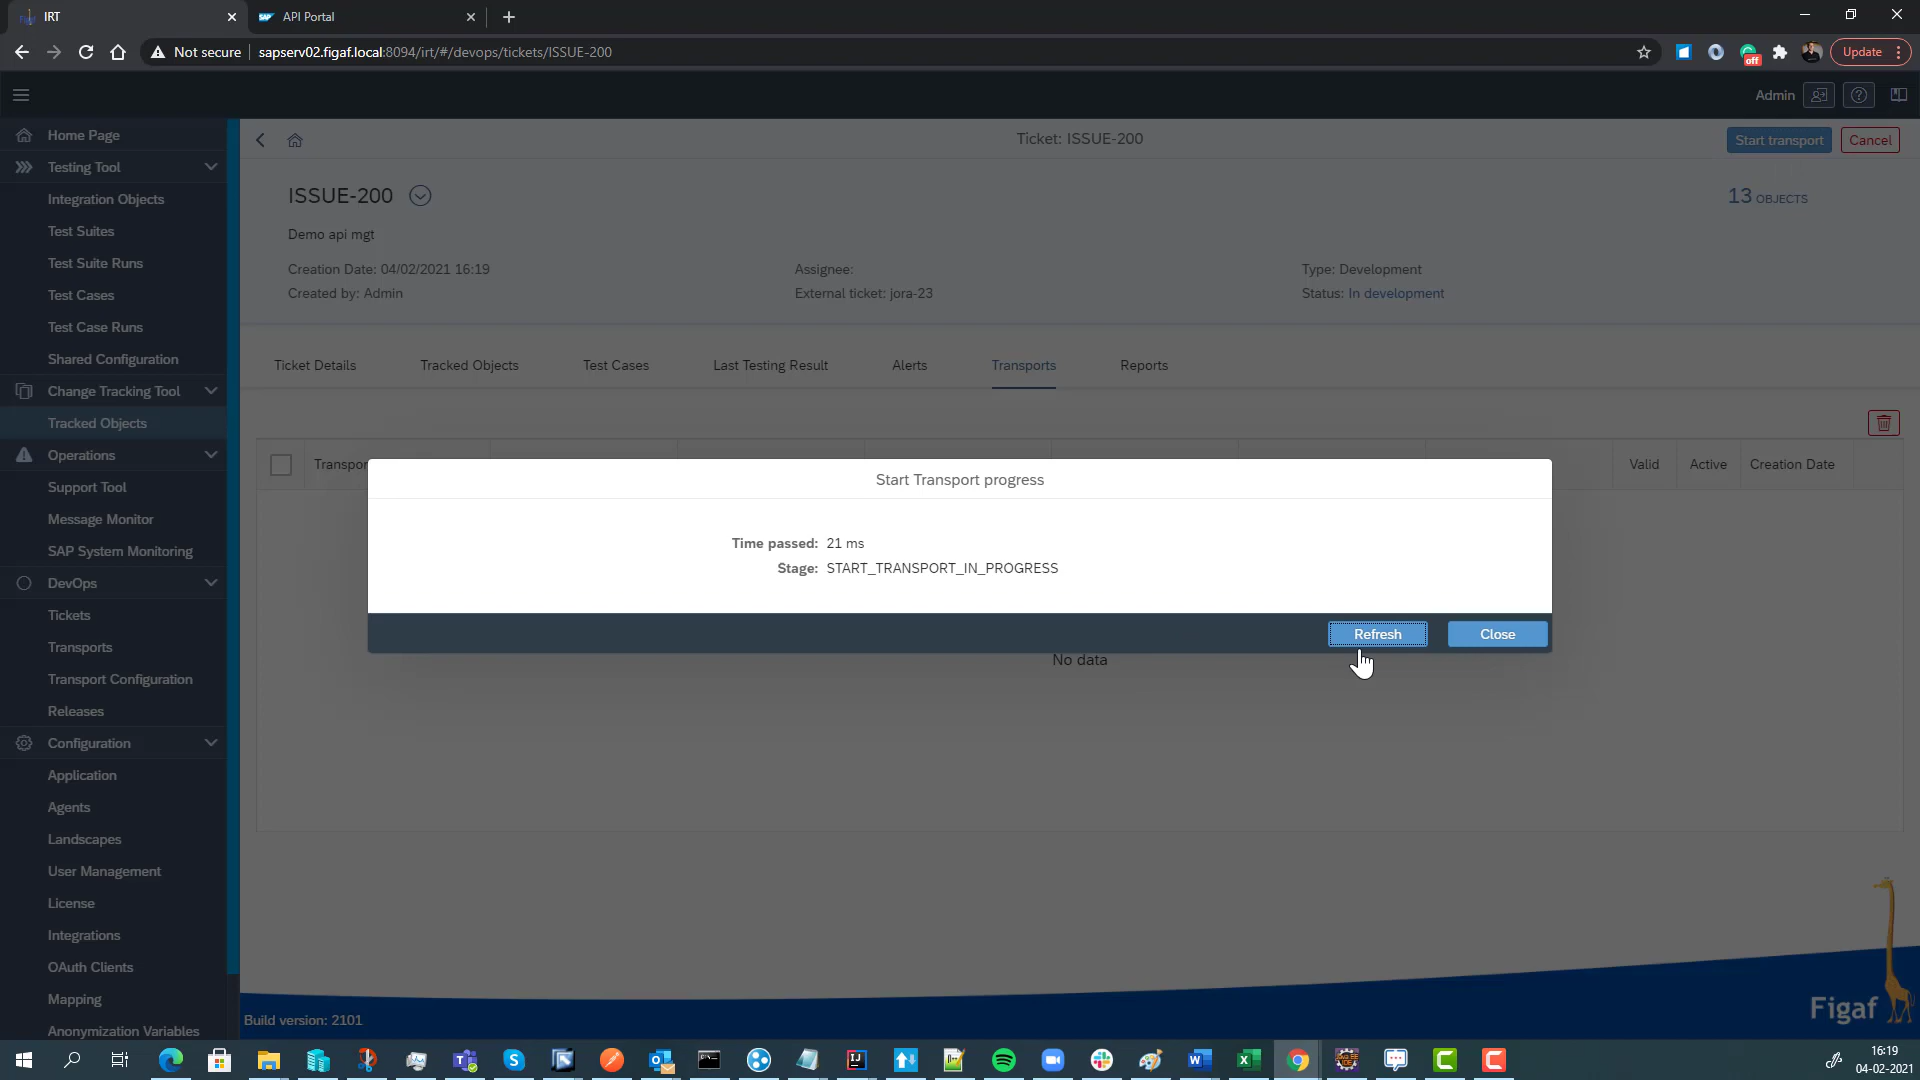 IRT
API Portal
Not secure
sapserv02.figaf.local:8094/irt/#/devops/tickets/ISSUE-200
off
Update
Admin
Home Page
Testing Tool
Integration Objects
Test Suites
Test Suite Runs
Test Cases
Test Case Runs
Shared Configuration
Change Tracking Tool
Tracked Objects
Operations
Support Tool
Message Monitor
SAP System Monitoring
DevOps
Tickets
Transports
Transport Configuration
Releases
Configuration
Application
Agents
Landscapes
User Management
License
Integrations
OAuth Clients
Mapping
Anonymization Variables
Ticket: ISSUE-200
Start transport
Cancel
ISSUE-200
13 OBJECTS
Demo api mgt
Creation Date: 04/02/2021 16:19
Assignee:
Type: Development
Created by: Admin
External ticket: jora-23
Status: In development
Ticket Details
Tracked Objects
Test Cases
Last Testing Result
Alerts
Transports
Reports
Valid
Active
Creation Date
Start Transport progress
Time passed: 21 ms
Stage: START_TRANSPORT_IN_PROGRESS
Refresh
Close
No data
Build version: 2101
Figaf
16:19
04-02-2021